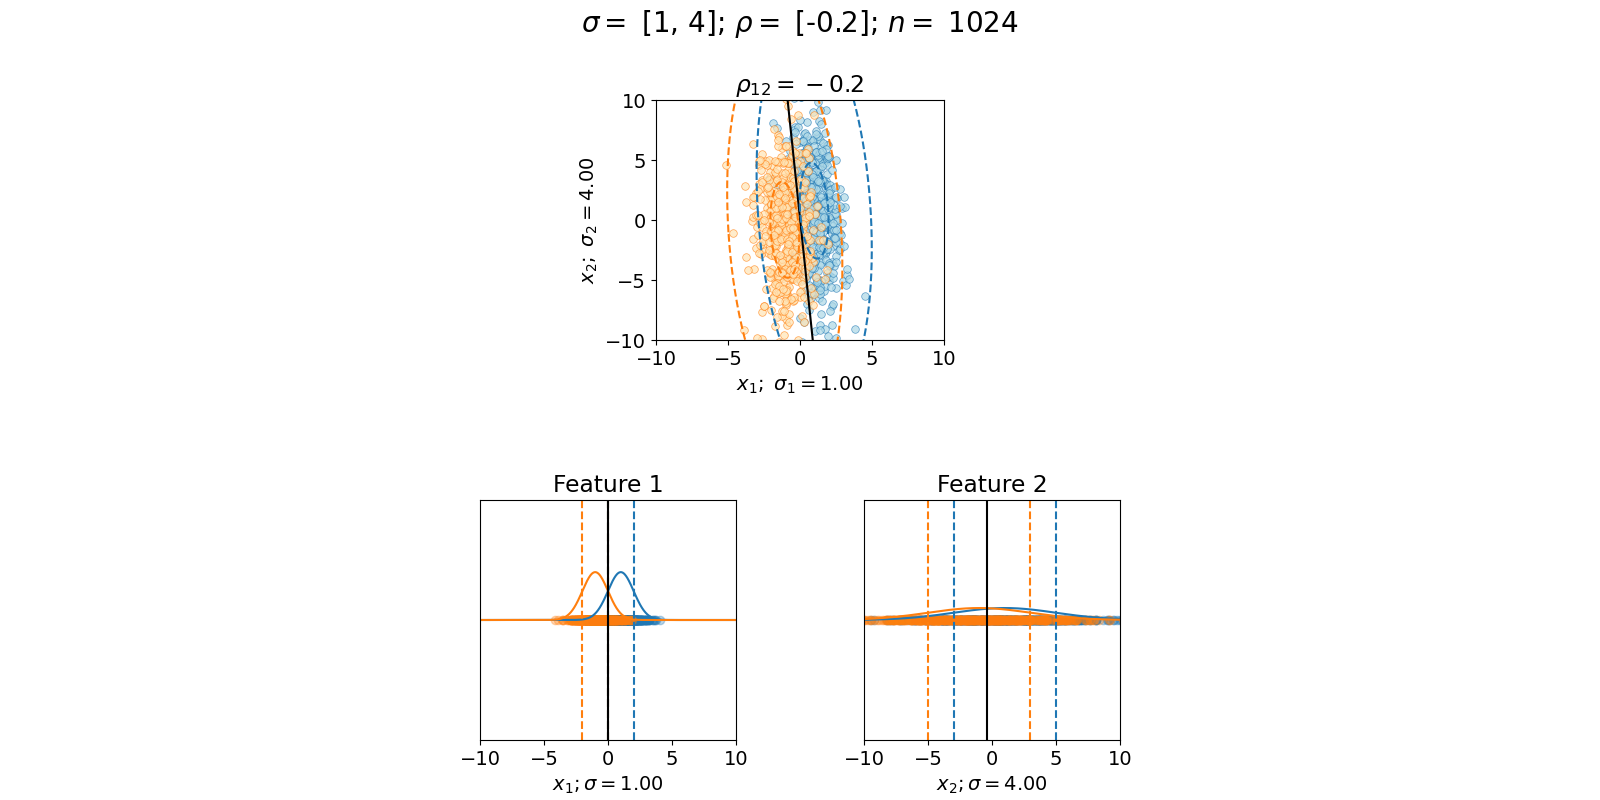 σ = [1, 4]; ρ = [-0.2]; n = 1024
ρ₁₂ = −0.2
10
5
0
−5
−10
x₂; σ₂ = 4.00
−10 −5 0 5 10
x₁; σ₁ = 1.00
Feature 1
−10 −5 0 5 10
x₁; σ = 1.00
Feature 2
−10 −5 0 5 10
x₂; σ = 4.00